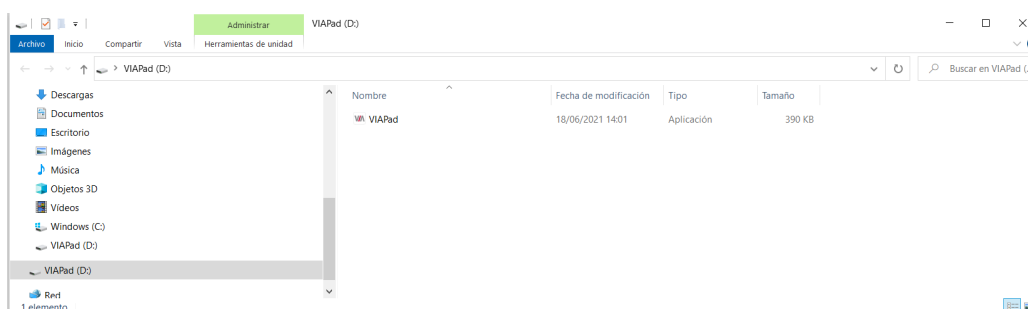 Administrar VIAPad (D:)
Archivo Inicio Compartir Vista Herramientas de unidad
VIAPad (D:) Buscar en VIAPad (
Descargas
Documentos
Escritorio
Imágenes
Música
Objetos 3D
Vídeos
Windows (C:)
VIAPad (D:)
VIAPad (D:)
Red
1 elemento
Nombre Fecha de modificación Tipo Tamaño
VIAPad 18/06/2021 14:01 Aplicación 390 KB